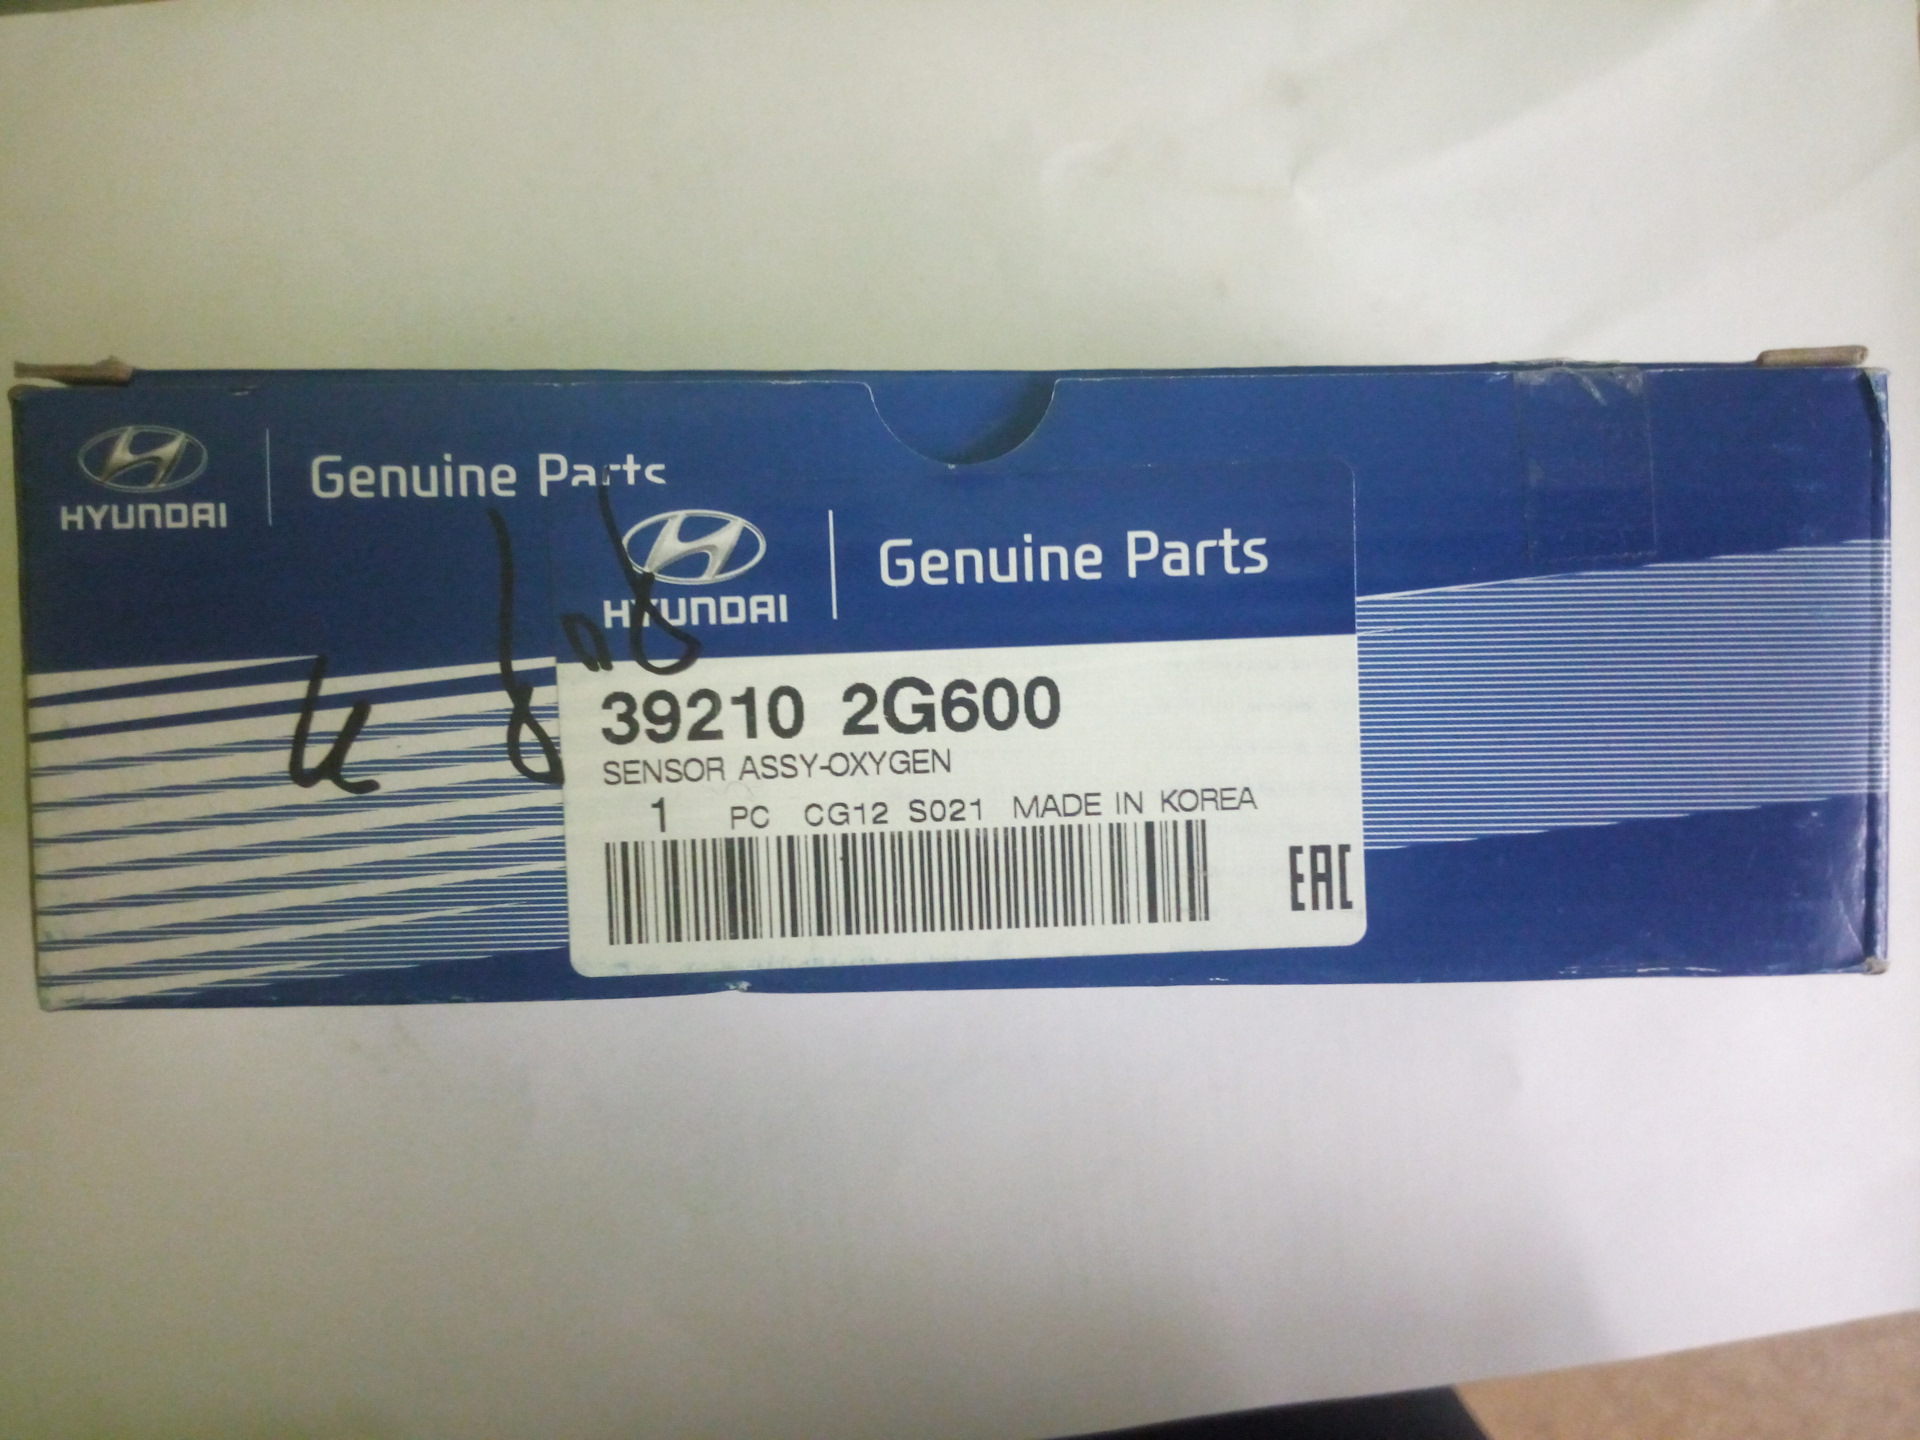 HYUNDAI
Genuine Parts
HYUNDAI
Genuine Parts
39210 2G600
SENSOR ASSY-OXYGEN
1 PC CG12 S021 MADE IN KOREA
EAC